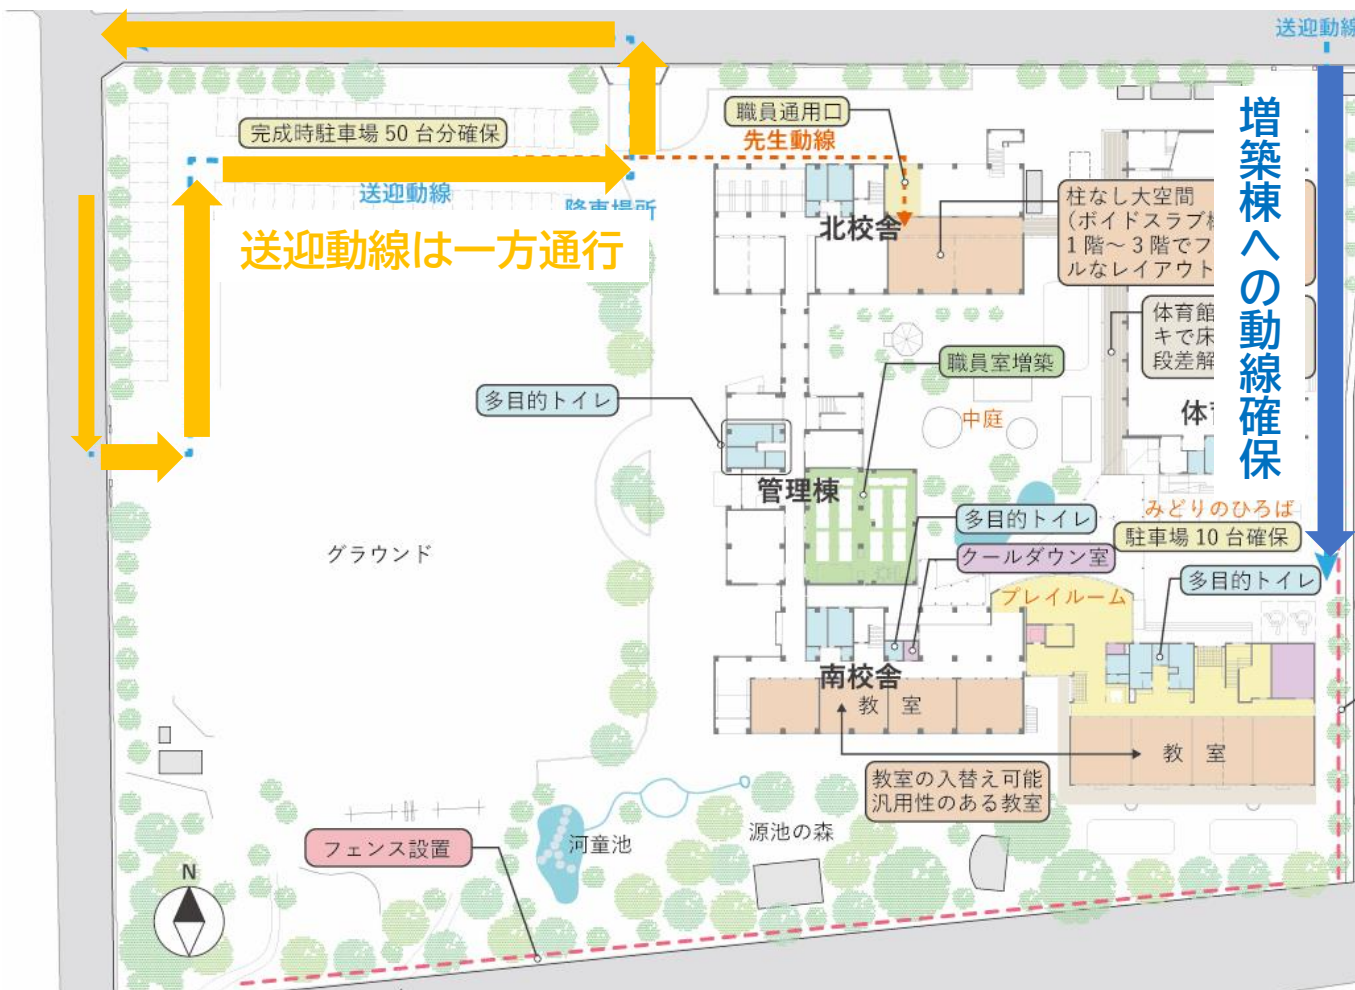 送迎動線
完成時駐車場 50 台分確保
職員通用口
先生動線
送迎動線
降車場所
送迎動線は一方通行
北校舎
柱なし大空間
（ボイドスラブ
1 階～ 3 階でフ
ルなレイアウト
増築棟への動線確保
体育館
キで床
段差解
職員室増築
多目的トイレ
中庭
体育
管理棟
みどりのひろば
多目的トイレ
駐車場 10 台確保
グラウンド
クールダウン室
多目的トイレ
プレイルーム
南校舎
教 室
教 室
教室の入替え可能
汎用性のある教室
フェンス設置
河童池
源池の森
N